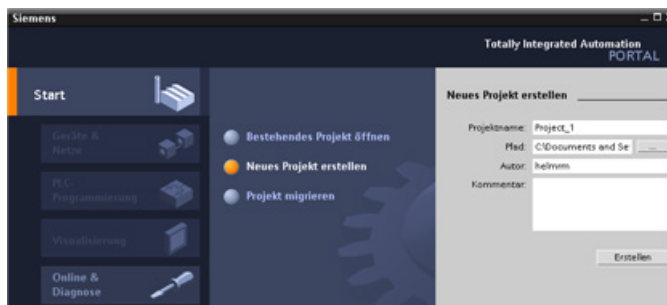 Siemens
Totally Integrated Automation
PORTAL
Start
Geräte &
Netze
PLC-
Programmierung
Visualisierung
Online &
Diagnose
Bestehendes Projekt öffnen
Neues Projekt erstellen
Projekt migrieren
Neues Projekt erstellen
Projektname: Project_1
Pfad: C:\Documents and Se ...
Autor: helmrm
Kommentar:
Erstellen